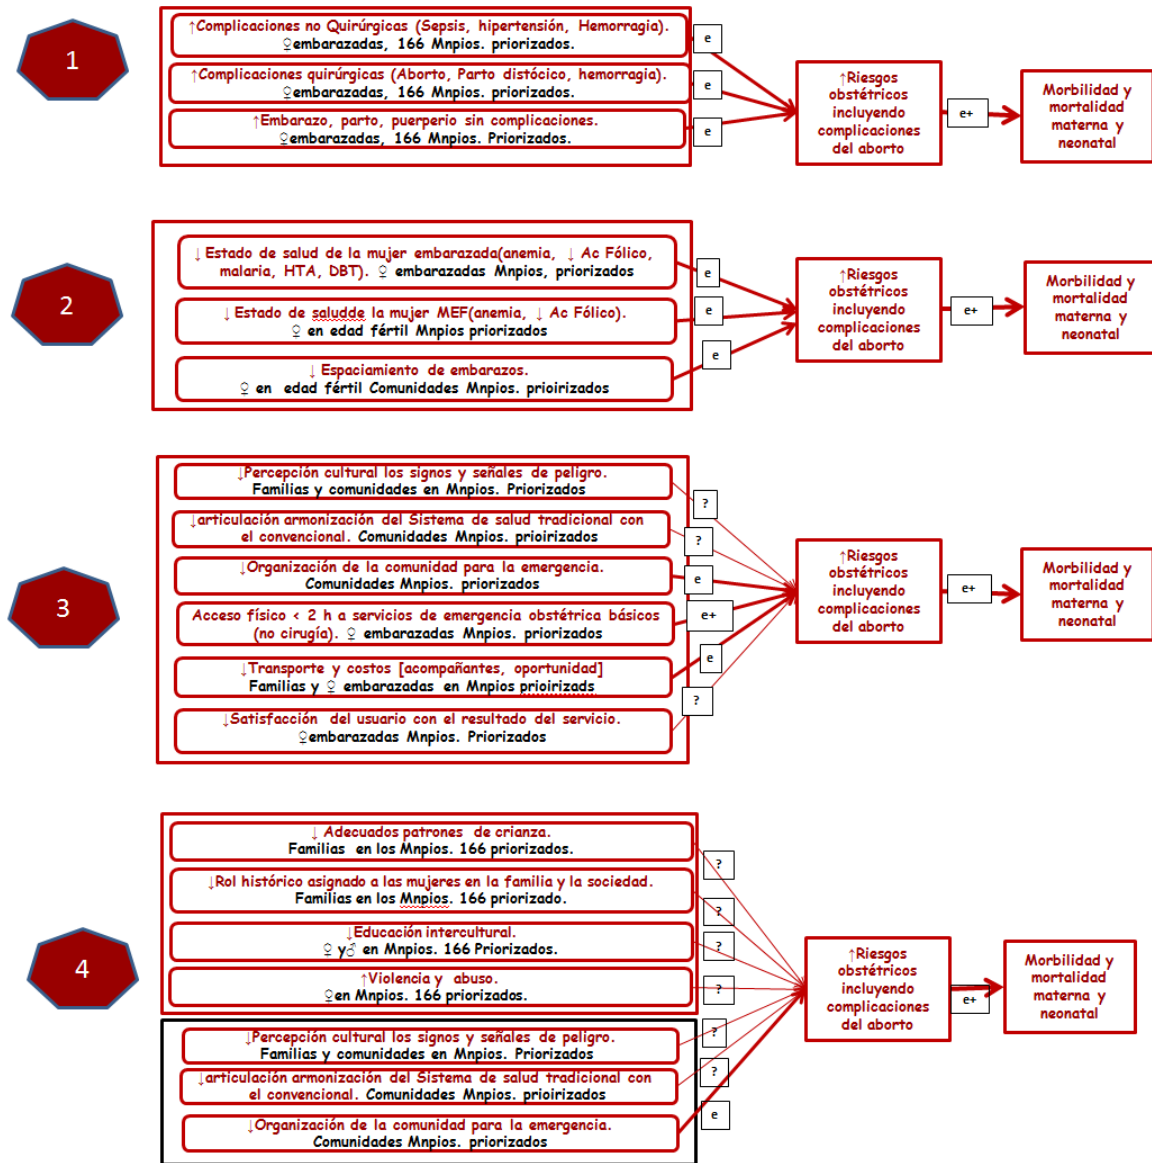 1
↑Complicaciones no Quirúrgicas (Sepsis, hipertensión, Hemorragia).
♀embarazadas, 166 Mnpios. priorizados.
↑Complicaciones quirúrgicas (Aborto, Parto distócico, hemorragia).
♀embarazadas, 166 Mnpios. priorizados.
↑Embarazo, parto, puerperio sin complicaciones.
♀embarazadas, 166 Mnpios. Priorizados.
e
e
e
↑Riesgos
obstétricos
incluyendo
complicaciones
del aborto
e+
Morbilidad y
mortalidad
materna y
neonatal
2
↓ Estado de salud de la mujer embarazada(anemia, ↓ Ac Fólico,
malaria, HTA, DBT). ♀ embarazadas Mnpios, priorizados
↓ Estado de saludde la mujer MEF(anemia, ↓ Ac Fólico).
♀ en edad fértil Mnpios priorizados
↓ Espaciamiento de embarazos.
♀ en edad fértil Comunidades Mnpios. prioirizados
e
e
e
↑Riesgos
obstétricos
incluyendo
complicaciones
del aborto
e+
Morbilidad y
mortalidad
materna y
neonatal
3
↓Percepción cultural los signos y señales de peligro.
Familias y comunidades en Mnpios. Priorizados
↓articulación armonización del Sistema de salud tradicional con
el convencional. Comunidades Mnpios. prioirizados
↓Organización de la comunidad para la emergencia.
Comunidades Mnpios. priorizados
Acceso físico < 2 h a servicios de emergencia obstétrica básicos
(no cirugía). ♀ embarazadas Mnpios. priorizados
↓Transporte y costos [acompañantes, oportunidad]
Familias y ♀ embarazadas en Mnpios prioirizads
↓Satisfacción del usuario con el resultado del servicio.
♀embarazadas Mnpios. Priorizados
?
?
e
e+
e
?
↑Riesgos
obstétricos
incluyendo
complicaciones
del aborto
e+
Morbilidad y
mortalidad
materna y
neonatal
4
↓ Adecuados patrones de crianza.
Familias en los Mnpios. 166 priorizados.
↓Rol histórico asignado a las mujeres en la familia y la sociedad.
Familias en los Mnpios. 166 priorizado.
↓Educación intercultural.
♀ y♂ en Mnpios. 166 Priorizados.
↑Violencia y abuso.
♀en Mnpios. 166 priorizados.
↓Percepción cultural los signos y señales de peligro.
Familias y comunidades en Mnpios. Priorizados
↓articulación armonización del Sistema de salud tradicional con
el convencional. Comunidades Mnpios. prioirizados
↓Organización de la comunidad para la emergencia.
Comunidades Mnpios. priorizados
?
?
?
?
?
?
e
↑Riesgos
obstétricos
incluyendo
complicaciones
del aborto
e+
Morbilidad y
mortalidad
materna y
neonatal